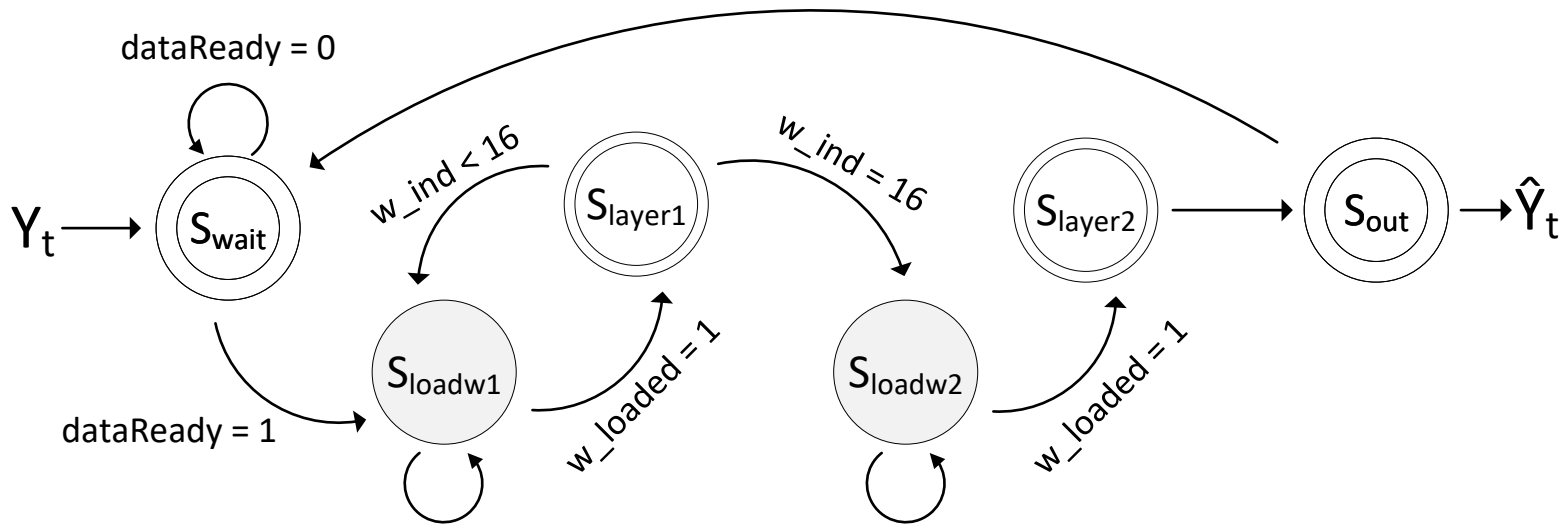 dataReady = 0
w_ind < 16
w_ind = 16
Yt
Swait
Slayer1
Slayer2
Sout
Ŷt
Sloadw1
Sloadw2
dataReady = 1
w_loaded = 1
w_loaded = 1